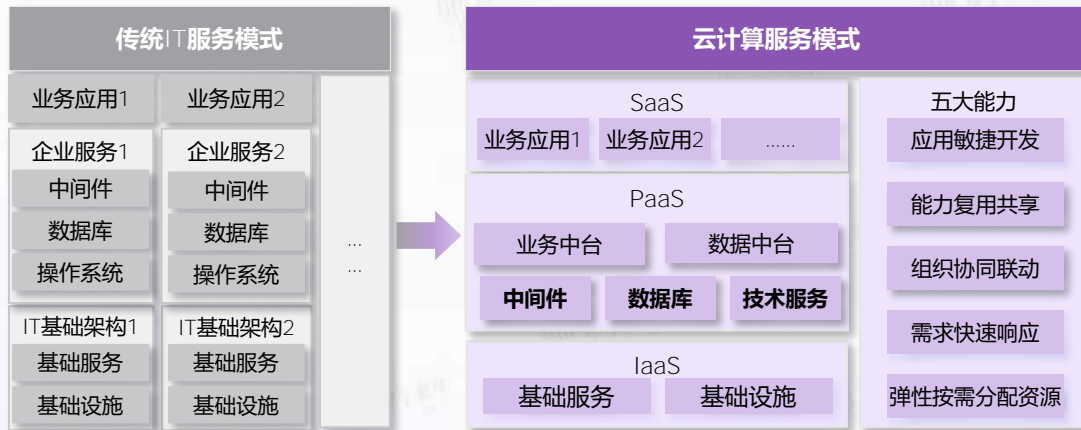 传统IT服务模式
业务应用1 业务应用2
企业服务1 企业服务2
中间件 中间件
数据库 数据库
操作系统 操作系统
IT基础架构1 IT基础架构2
基础服务 基础服务
基础设施 基础设施
...
...
云计算服务模式
SaaS
业务应用1 业务应用2 ......
PaaS
业务中台 数据中台
中间件 数据库 技术服务
IaaS
基础服务 基础设施
五大能力
应用敏捷开发
能力复用共享
组织协同联动
需求快速响应
弹性按需分配资源